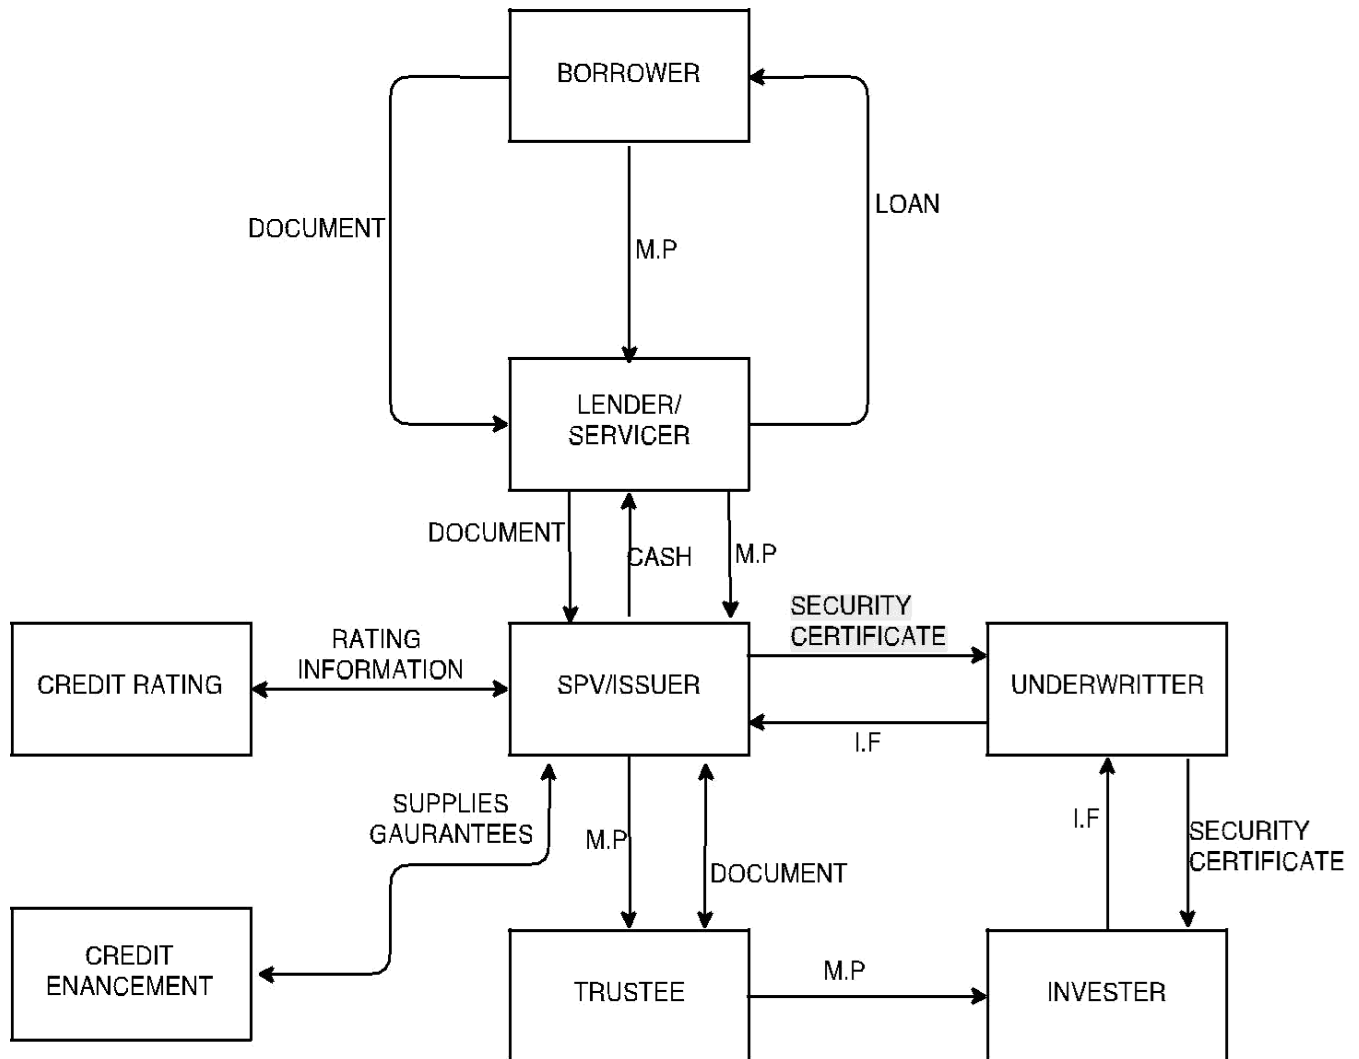 BORROWER
LOAN
DOCUMENT
M.P
LENDER/
SERVICER
DOCUMENT
CASH
M.P
SECURITY
CERTIFICATE
RATING
INFORMATION
CREDIT RATING
SPV/ISSUER
UNDERWRITTER
I.F
SUPPLIES
GAURANTEES
M.P
I.F
SECURITY
CERTIFICATE
DOCUMENT
CREDIT
ENANCEMENT
M.P
TRUSTEE
INVESTER